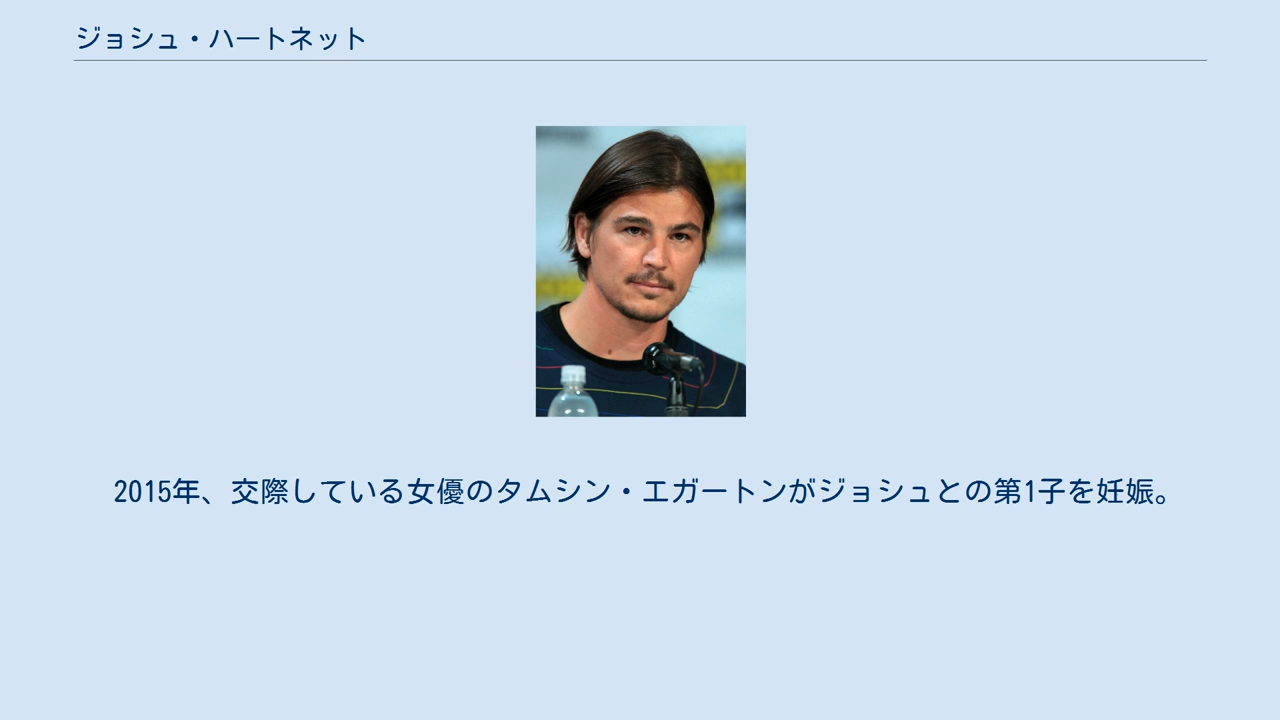 ジョシュ・ハートネット
2015年、交際している女優のタムシン・エガートンがジョシュとの第1子を妊娠。